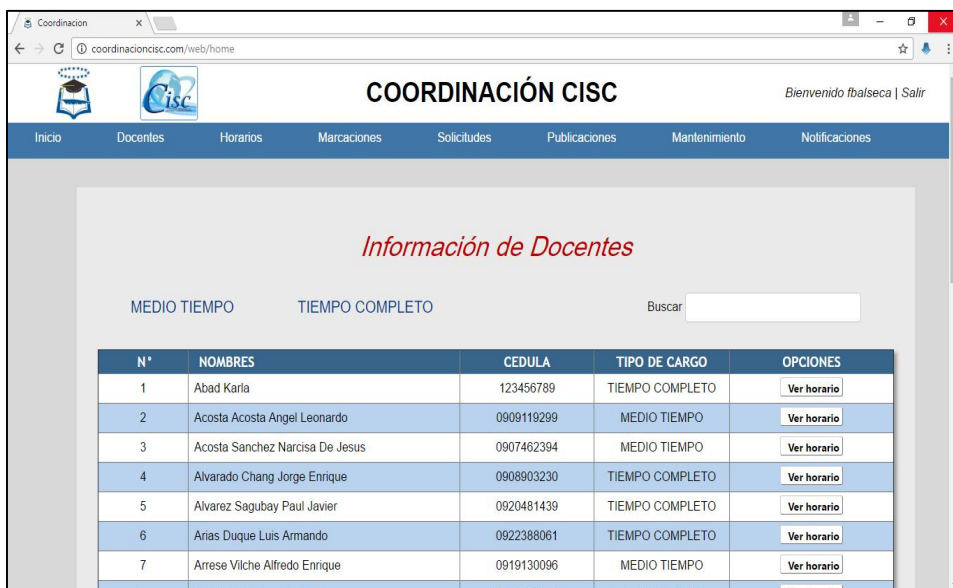 Coordinacion
coordinacioncisc.com/web/home
Cisc
COORDINACIÓN CISC
Bienvenido fbalseca | Salir
Inicio Docentes Horarios Marcaciones Solicitudes Publicaciones Mantenimiento Notificaciones
Información de Docentes
MEDIO TIEMPO TIEMPO COMPLETO Buscar
N° NOMBRES CEDULA TIPO DE CARGO OPCIONES
1 Abad Karla 123456789 TIEMPO COMPLETO Ver horario
2 Acosta Acosta Angel Leonardo 0909119299 MEDIO TIEMPO Ver horario
3 Acosta Sanchez Narcisa De Jesus 0907462394 MEDIO TIEMPO Ver horario
4 Alvarado Chang Jorge Enrique 0908903230 TIEMPO COMPLETO Ver horario
5 Alvarez Sagubay Paul Javier 0920481439 TIEMPO COMPLETO Ver horario
6 Arias Duque Luis Armando 0922388061 TIEMPO COMPLETO Ver horario
7 Arrese Vilche Alfredo Enrique 0919130096 MEDIO TIEMPO Ver horario